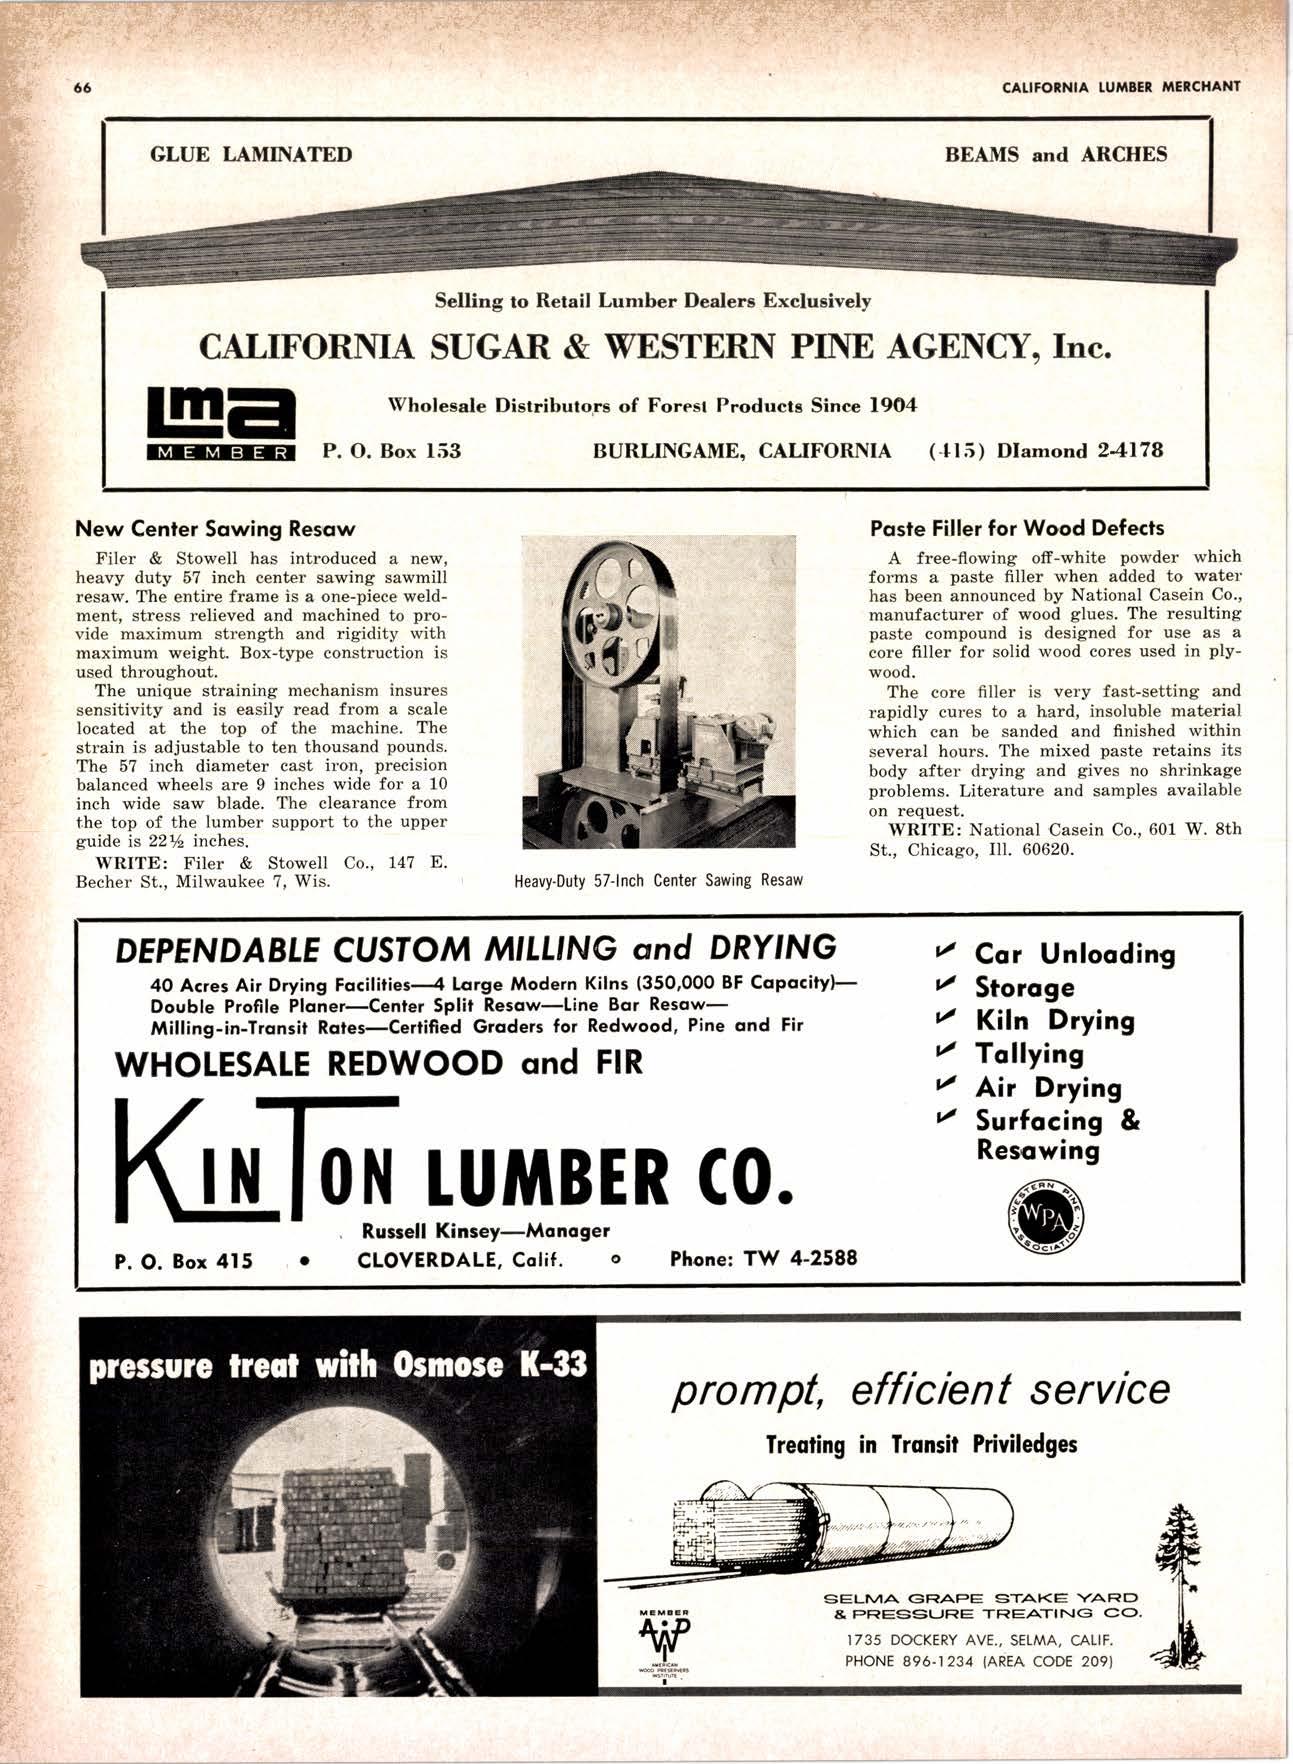 66
CALIFORNIA LUMBER MERCHANT
GLUE LAMINATED
BEAMS and ARCHES
Selling to Retail Lumber Dealers Exclusively
CALIFORNIA SUGAR & WESTERN PINE AGENCY, Inc.
lma
MEMBER
Wholesale Distributors of Forest Products Since 1904
P. O. Box 153
BURLINGAME, CALIFORNIA
(415) DIamond 2-4178
New Center Sawing Resaw
Filer & Stowell has introduced a new,
heavy duty 57 inch center sawing sawmill
resaw. The entire frame is a one-piece weld-
ment, stress relieved and machined to pro-
vide maximum strength and rigidity with
maximum weight. Box-type construction is
used throughout.
The unique straining mechanism insures
sensitivity and is easily read from a scale
located at the top of the machine. The
strain is adjustable to ten thousand pounds.
The 57 inch diameter cast iron, precision
balanced wheels are 9 inches wide for a 10
inch wide saw blade. The clearance from
the top of the lumber support to the upper
guide is 22½ inches.
WRITE: Filer & Stowell Co., 147 E.
Becher St., Milwaukee 7, Wis.
Heavy-Duty 57-Inch Center Sawing Resaw
Paste Filler for Wood Defects
A free-flowing off-white powder which
forms a paste filler when added to water
has been announced by National Casein Co.,
manufacturer of wood glues. The resulting
paste compound is designed for use as a
core filler for solid wood cores used in ply-
wood.
The core filler is very fast-setting and
rapidly cures to a hard, insoluble material
which can be sanded and finished within
several hours. The mixed paste retains its
body after drying and gives no shrinkage
problems. Literature and samples available
on request.
WRITE: National Casein Co., 601 W. 8th
St., Chicago, Ill. 60620.
DEPENDABLE CUSTOM MILLING and DRYING
40 Acres Air Drying Facilities—4 Large Modern Kilns (350,000 BF Capacity)—
Double Profile Planer—Center Split Resaw—Line Bar Resaw—
Milling-in-Transit Rates—Certified Graders for Redwood, Pine and Fir
WHOLESALE REDWOOD and FIR
KINTON LUMBER CO.
Russell Kinsey—Manager
P. O. Box 415 • CLOVERDALE, Calif. ○ Phone: TW 4-2588
✓ Car Unloading
✓ Storage
✓ Kiln Drying
✓ Tallying
✓ Air Drying
✓ Surfacing &
Resawing
WESTERN PINE
WPA
ASSOCIATION
pressure treat with Osmose K-33
prompt, efficient service
Treating in Transit Priviledges
MEMBER
AWPI
AMERICAN
WOOD PRESERVERS
INSTITUTE
SELMA GRAPE STAKE YARD
& PRESSURE TREATING CO.
1735 DOCKERY AVE., SELMA, CALIF.
PHONE 896-1234 (AREA CODE 209)